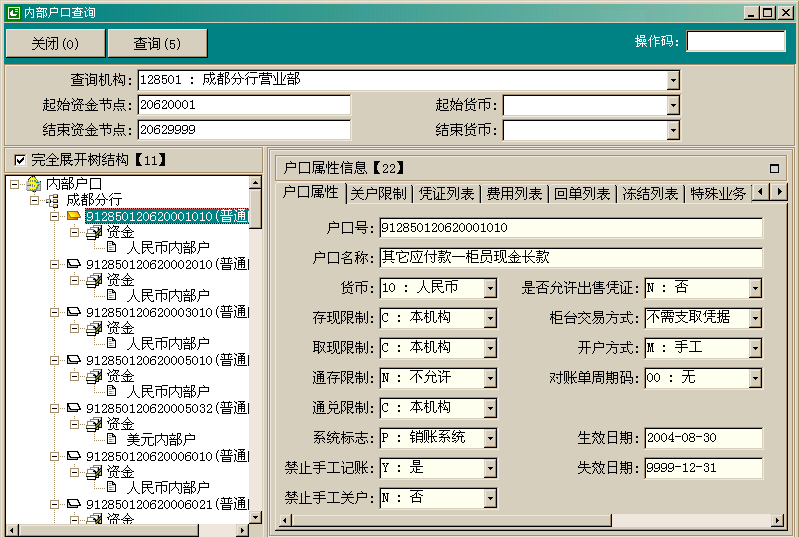 内部户口查询
关闭(0) 查询(5) 操作码:
查询机构: 128501 : 成都分行营业部
起始资金节点: 20620001 起始货币:
结束资金节点: 20629999 结束货币:
完全展开树结构【11】
内部户口
成都分行
912850120620001010(普通
资金
人民币内部户
912850120620002010(普通
资金
人民币内部户
912850120620003010(普通
资金
人民币内部户
912850120620005010(普通
资金
人民币内部户
912850120620005032(普通
资金
美元内部户
912850120620006010(普通
资金
人民币内部户
912850120620006021(普通
资金
户口属性信息【22】
户口属性 关户限制 凭证列表 费用列表 回单列表 冻结列表 特殊业务
户口号: 912850120620001010
户口名称: 其它应付款一柜员现金长款
货币: 10 : 人民币 是否允许出售凭证: N : 否
存现限制: C : 本机构 柜台交易方式: 不需支取凭据
取现限制: C : 本机构 开户方式: M : 手工
通存限制: N : 不允许 对账单周期码: 00 : 无
通兑限制: C : 本机构
系统标志: P : 销账系统 生效日期: 2004-08-30
禁止手工记账: Y : 是 失效日期: 9999-12-31
禁止手工关户: N : 否